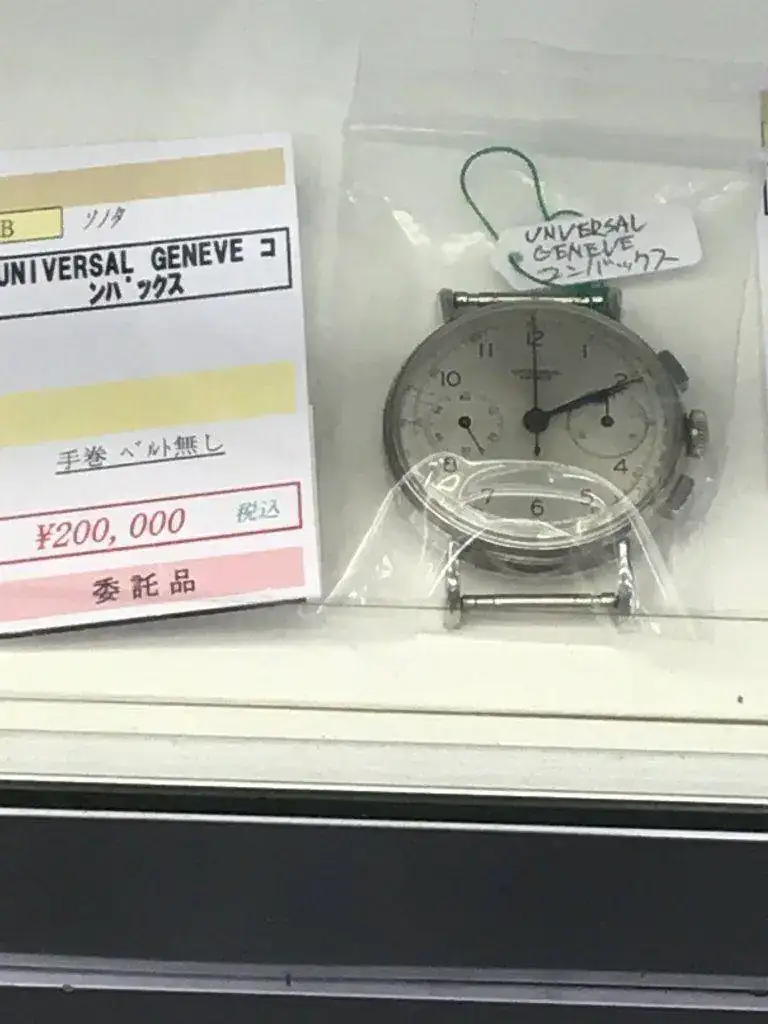 B
ソノタ
UNIVERSAL GENEVE コ
ンパックス
手巻 ベルト無し
¥200,000 税込
委託品
UNVERSAL
GENEVE
コンパックス
12
11 1
10 2
4
8
7 5
6